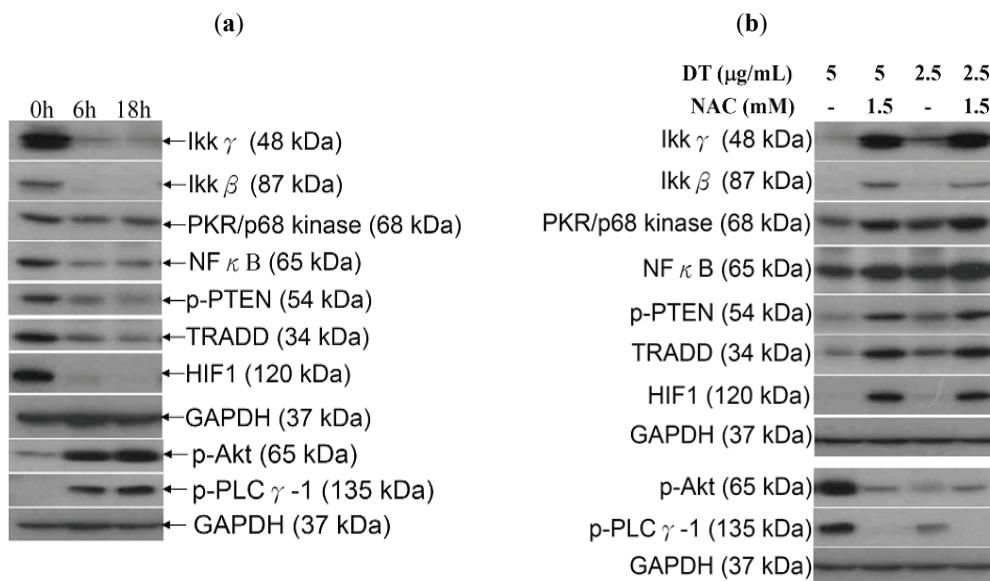 (a)
0h 6h 18h
Ikk γ (48 kDa)
Ikk β (87 kDa)
PKR/p68 kinase (68 kDa)
NF κ B (65 kDa)
p-PTEN (54 kDa)
TRADD (34 kDa)
HIF1 (120 kDa)
GAPDH (37 kDa)
p-Akt (65 kDa)
p-PLC γ -1 (135 kDa)
GAPDH (37 kDa)
(b)
DT (μg/mL) 5 5 2.5 2.5
NAC (mM) - 1.5 - 1.5
Ikk γ (48 kDa)
Ikk β (87 kDa)
PKR/p68 kinase (68 kDa)
NF κ B (65 kDa)
p-PTEN (54 kDa)
TRADD (34 kDa)
HIF1 (120 kDa)
GAPDH (37 kDa)
p-Akt (65 kDa)
p-PLC γ -1 (135 kDa)
GAPDH (37 kDa)